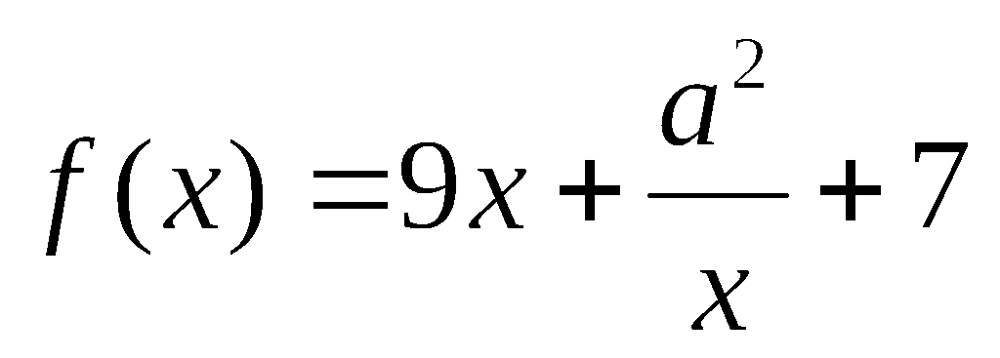 f(x) = 9x + a²/x + 7